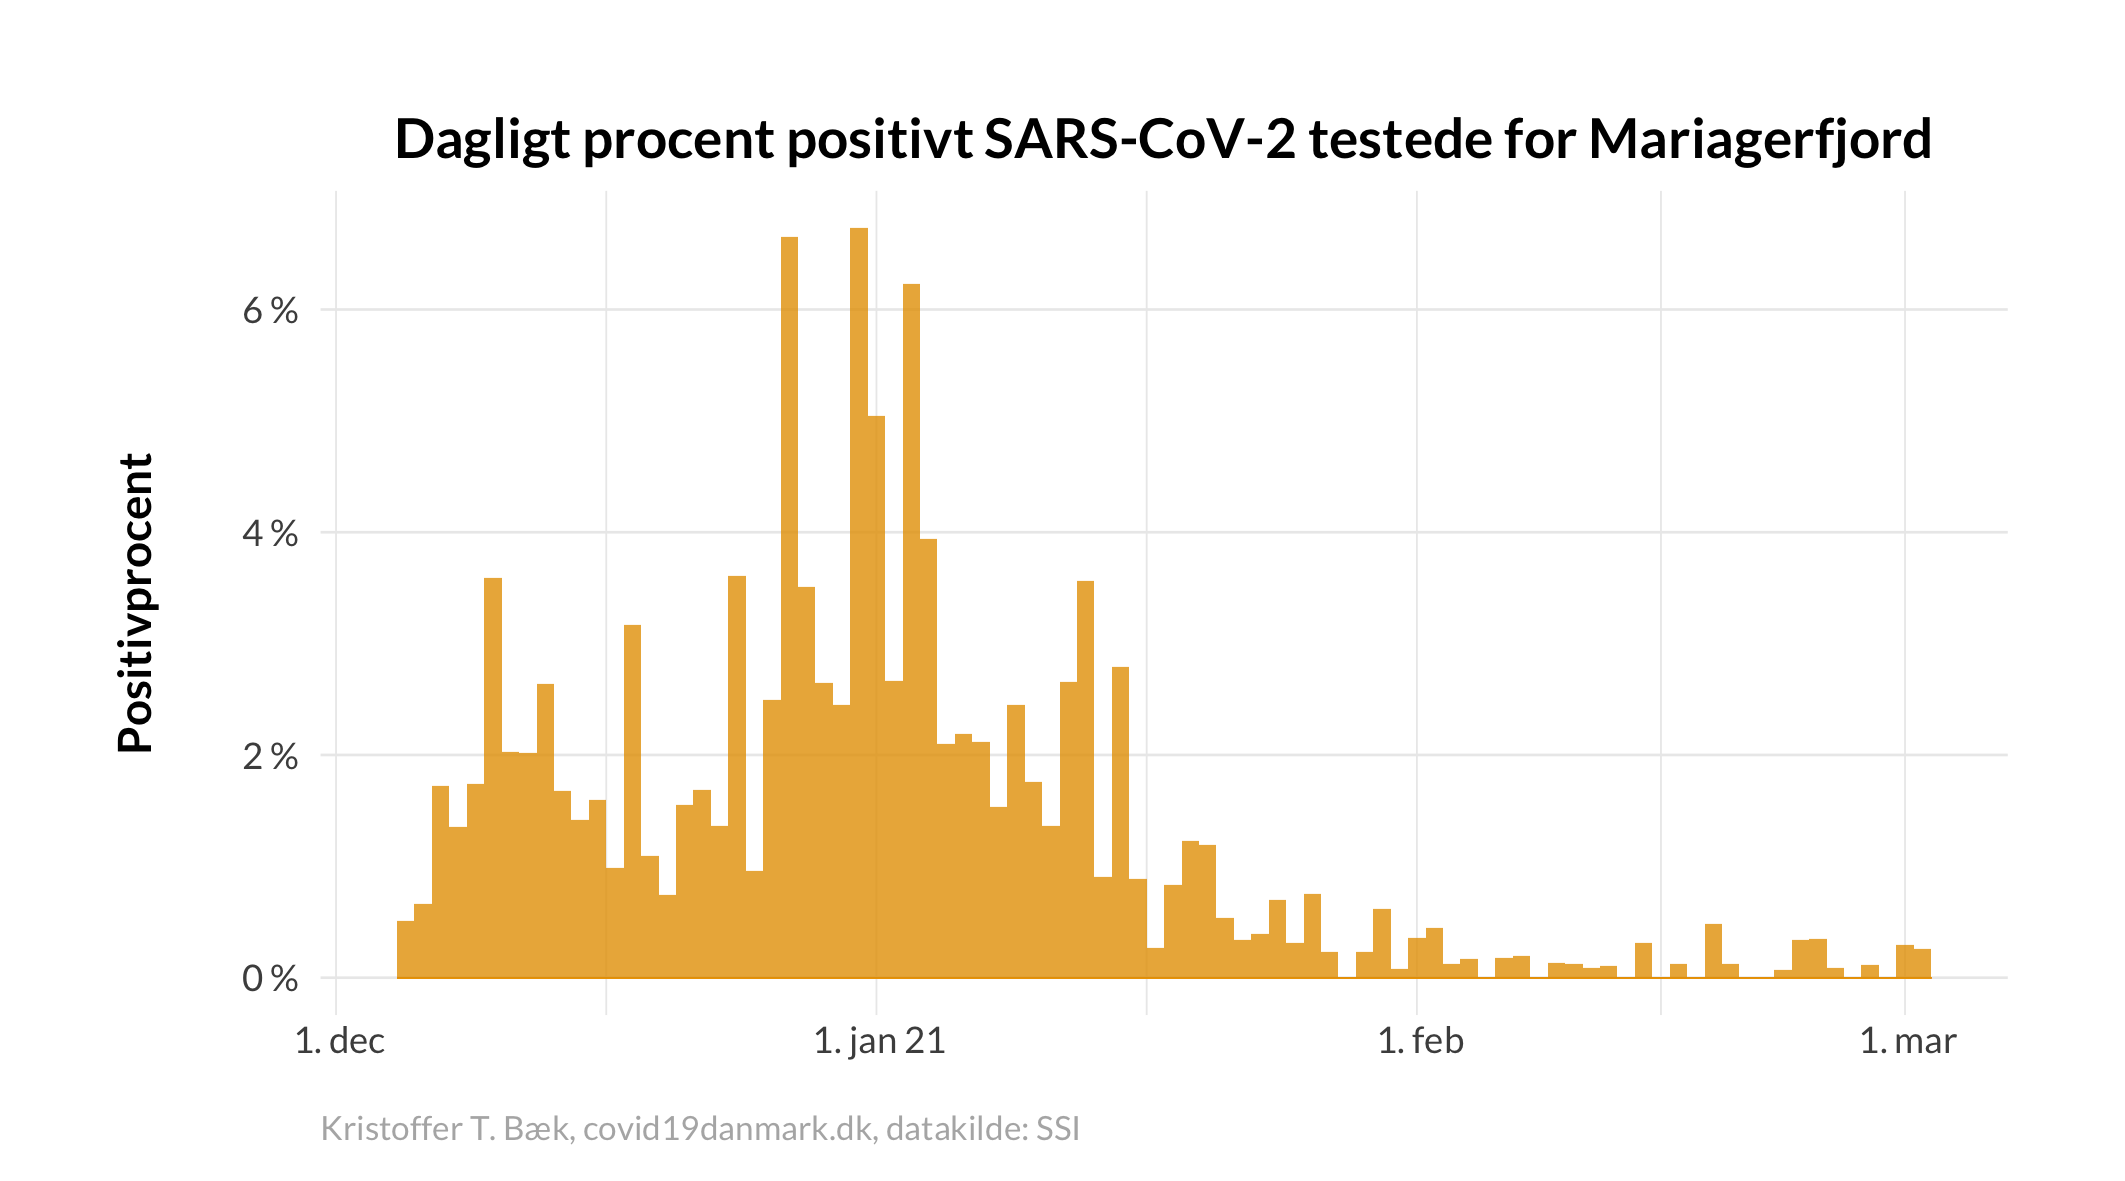 Dagligt procent positivt SARS-CoV-2 testede for Mariagerfjord
Positivprocent
6 %
4 %
2 %
0 %
1. dec
1. jan 21
1. feb
1. mar
Kristoffer T. Bæk, covid19danmark.dk, datakilde: SSI